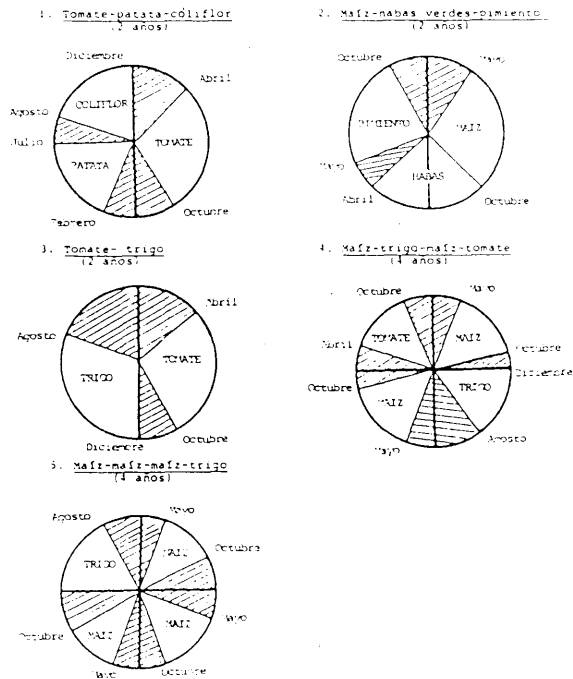 1. Tomate-patata-coliflor
(2 años)
Diciembre
Abril
COLIFLOR
Agosto
Julio
TOMATE
PATATA
Febrero
Octubre
2. Maíz-habas verdes-pimiento
(2 años)
Octubre
Mayo
PIMIENTO
MAIZ
Mayo
HABAS
Abril
Octubre
3. Tomate- trigo
(2 años)
Abril
Agosto
TOMATE
TRIGO
Diciembre
Octubre
4. Maíz-trigo-maíz-tomate
(4 años)
Octubre
Mayo
Abril
TOMATE
MAIZ
Octubre
Diciembre
Octubre
MAIZ
TRIGO
Mayo
Agosto
5. Maíz-maíz-maíz-trigo
(4 años)
Agosto
Mayo
MAIZ
Octubre
TRIGO
Octubre
MAIZ
MAIZ
Mayo
Mayo
Octubre